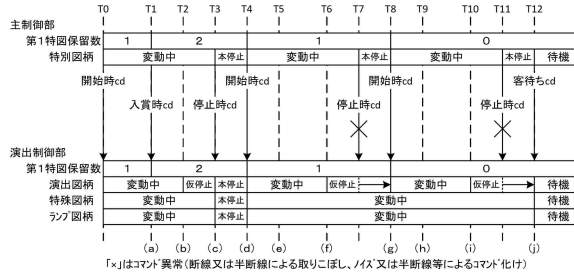 T0 T1 T2 T3 T4 T5 T6 T7 T8 T9 T10 T11 T12
主制御部
第1特図保留数 1 2 1 0
特別図柄 変動中 本停止 変動中 本停止 変動中 本停止 待機
開始時cd 入賞時cd 停止時cd 開始時cd 停止時cd 開始時cd 停止時cd 客待ちcd
演出制御部
第1特図保留数 1 2 1 0
演出図柄 変動中 仮停止 本停止 変動中 仮停止 変動中 仮停止 待機
特殊図柄 変動中 本停止 変動中 待機
ランプ図柄 変動中 本停止 変動中 待機
(a) (b) (c) (d) (e) (f) (g) (h) (i) (j)
「×」はコマンド異常(断線又は半断線による取りこぼし、ノイズ又は半断線等によるコマンド化け)